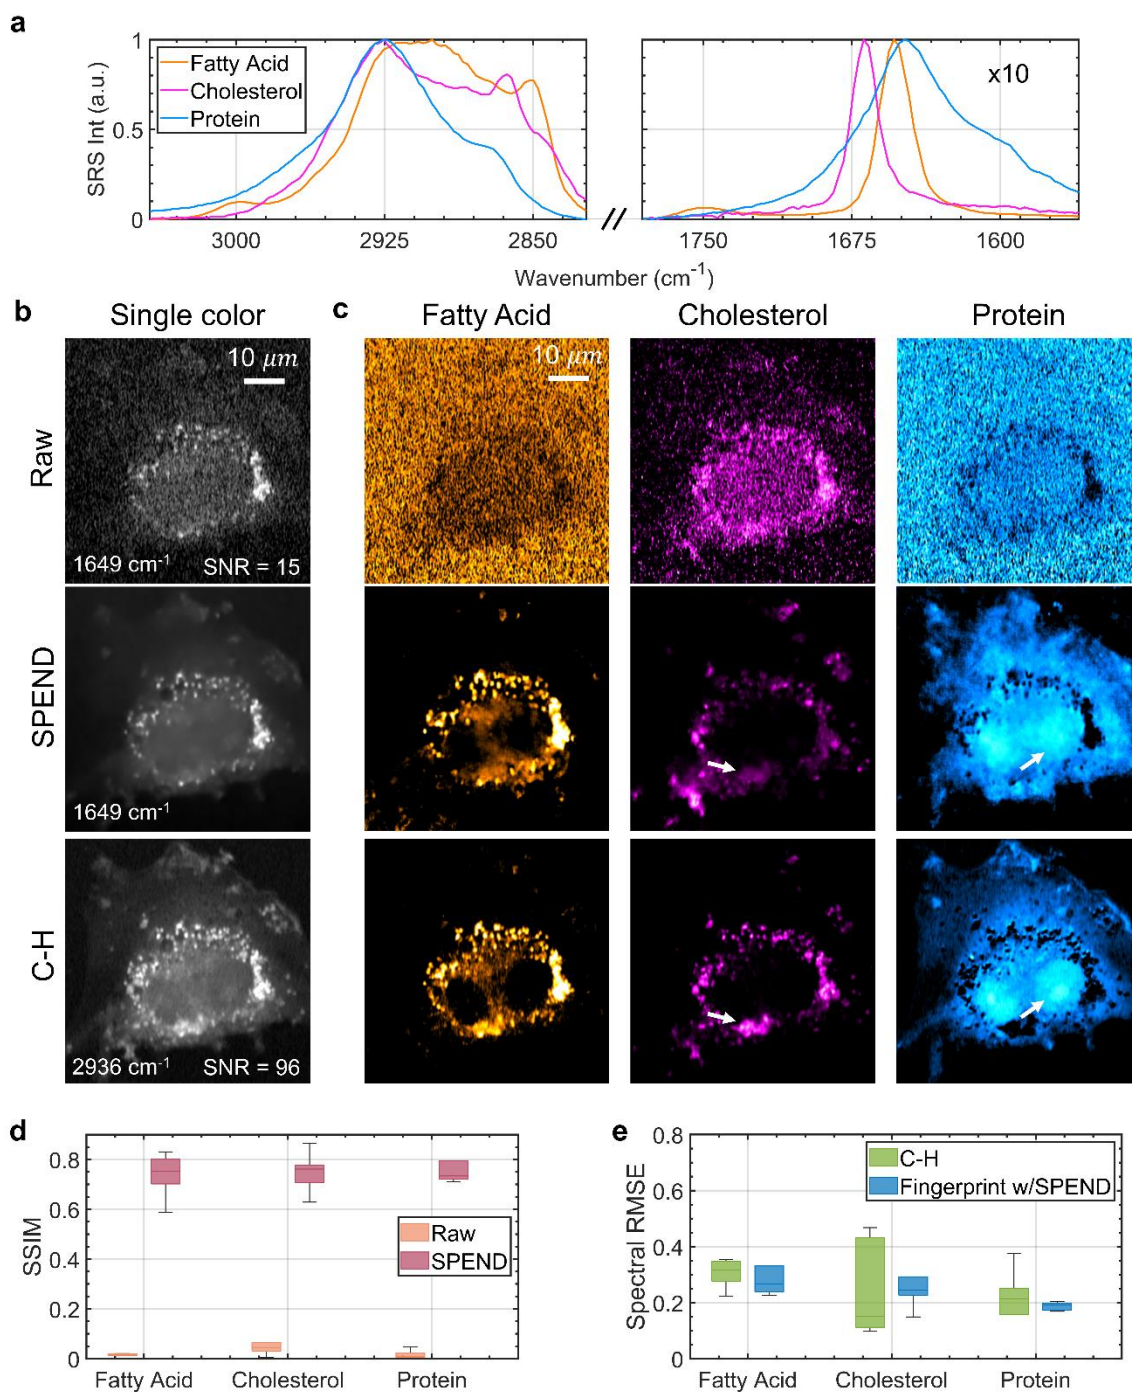 a
SRS Int (a.u.)
1
0.5
0
Fatty Acid
Cholesterol
Protein
x10
3000
2925
2850
//
1750
1675
1600
Wavenumber (cm⁻¹)
b
Single color
c
Fatty Acid
Cholesterol
Protein
Raw
10 μm
10 μm
1649 cm⁻¹
SNR = 15
SPEND
1649 cm⁻¹
C-H
2936 cm⁻¹
SNR = 96
d
SSIM
0.8
0.6
0.4
0.2
0
Raw
SPEND
Fatty Acid
Cholesterol
Protein
e
Spectral RMSE
0.8
0.6
0.4
0.2
0
C-H
Fingerprint w/SPEND
Fatty Acid
Cholesterol
Protein